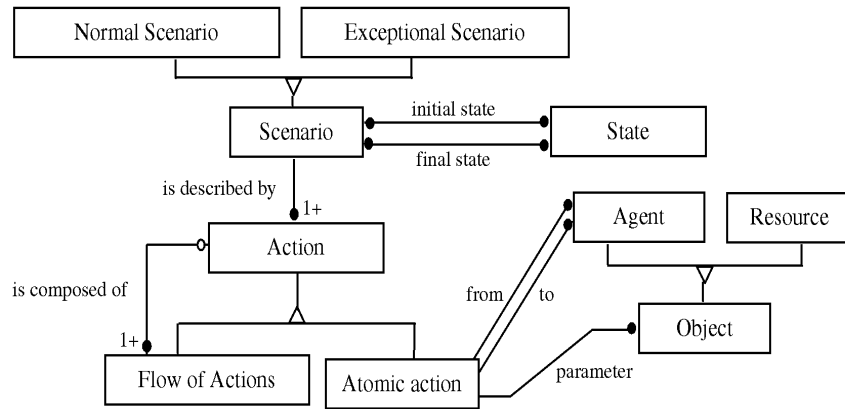 Normal Scenario
Exceptional Scenario
initial state
Scenario
State
final state
is described by
1+
Agent
Resource
Action
is composed of
from
to
Object
1+
parameter
Flow of Actions
Atomic action